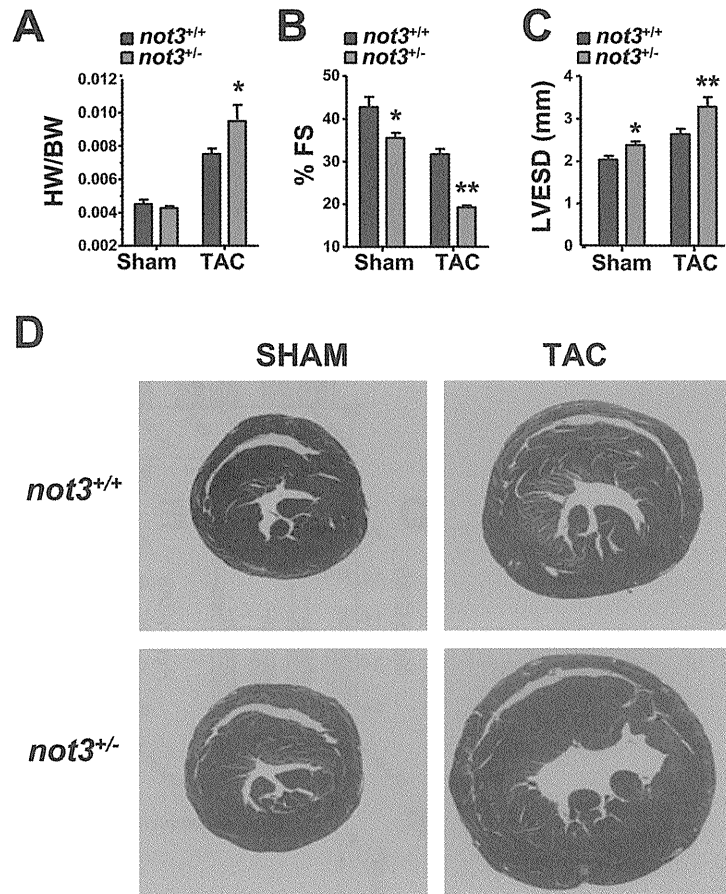 A
not3+/+
not3+/-
HW/BW
0.012
0.010
0.008
0.006
0.004
0.002
*
Sham TAC
B
not3+/+
not3+/-
% FS
50
40
30
20
10
*
**
Sham TAC
C
not3+/+
not3+/-
LVESD (mm)
4
3
2
1
0
*
**
Sham TAC
D
SHAM TAC
not3+/+
not3+/-